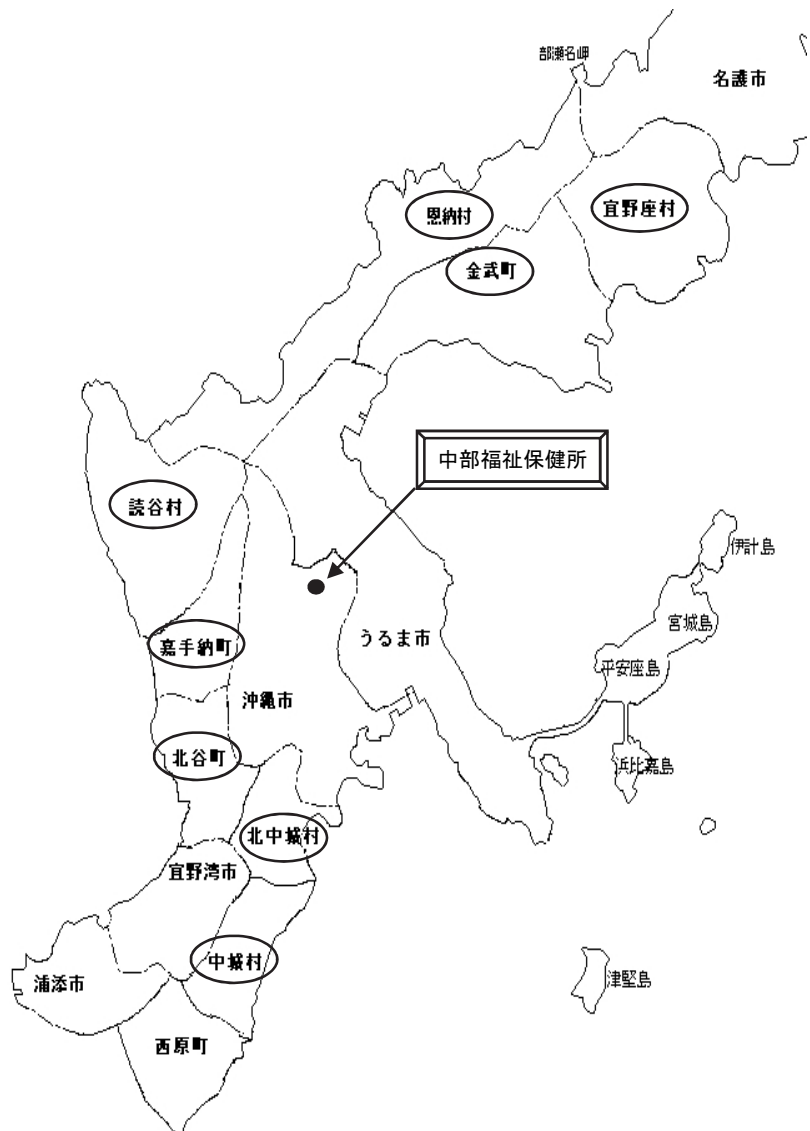 部瀬名岬
名護市
恩納村
宜野座村
金武町
中部福祉保健所
読谷村
伊計島
宮城島
嘉手納町
うるま市
平安座島
沖縄市
北谷町
浜比嘉島
北中城村
宜野湾市
中城村
浦添市
津堅島
西原町